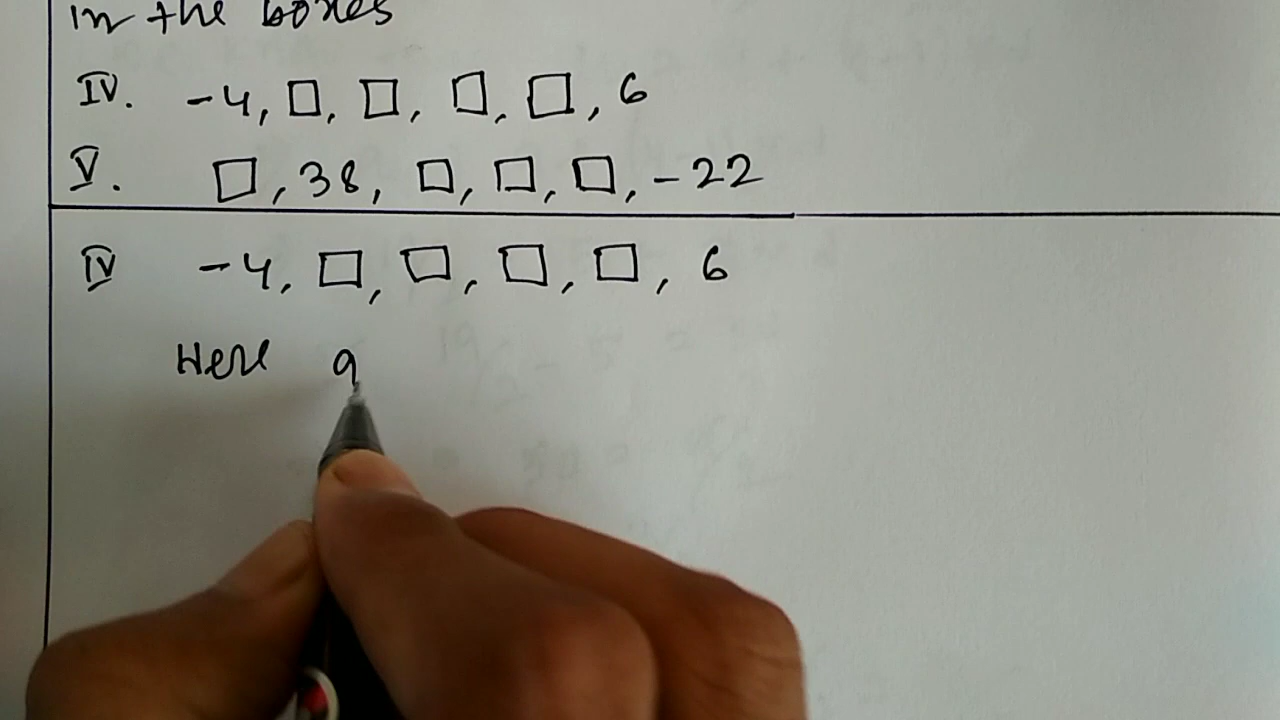 in the boxes
IV. -4, □, □, □, □, 6
V. □, 38, □, □, □, -22
IV -4, □, □, □, □, 6
Here a